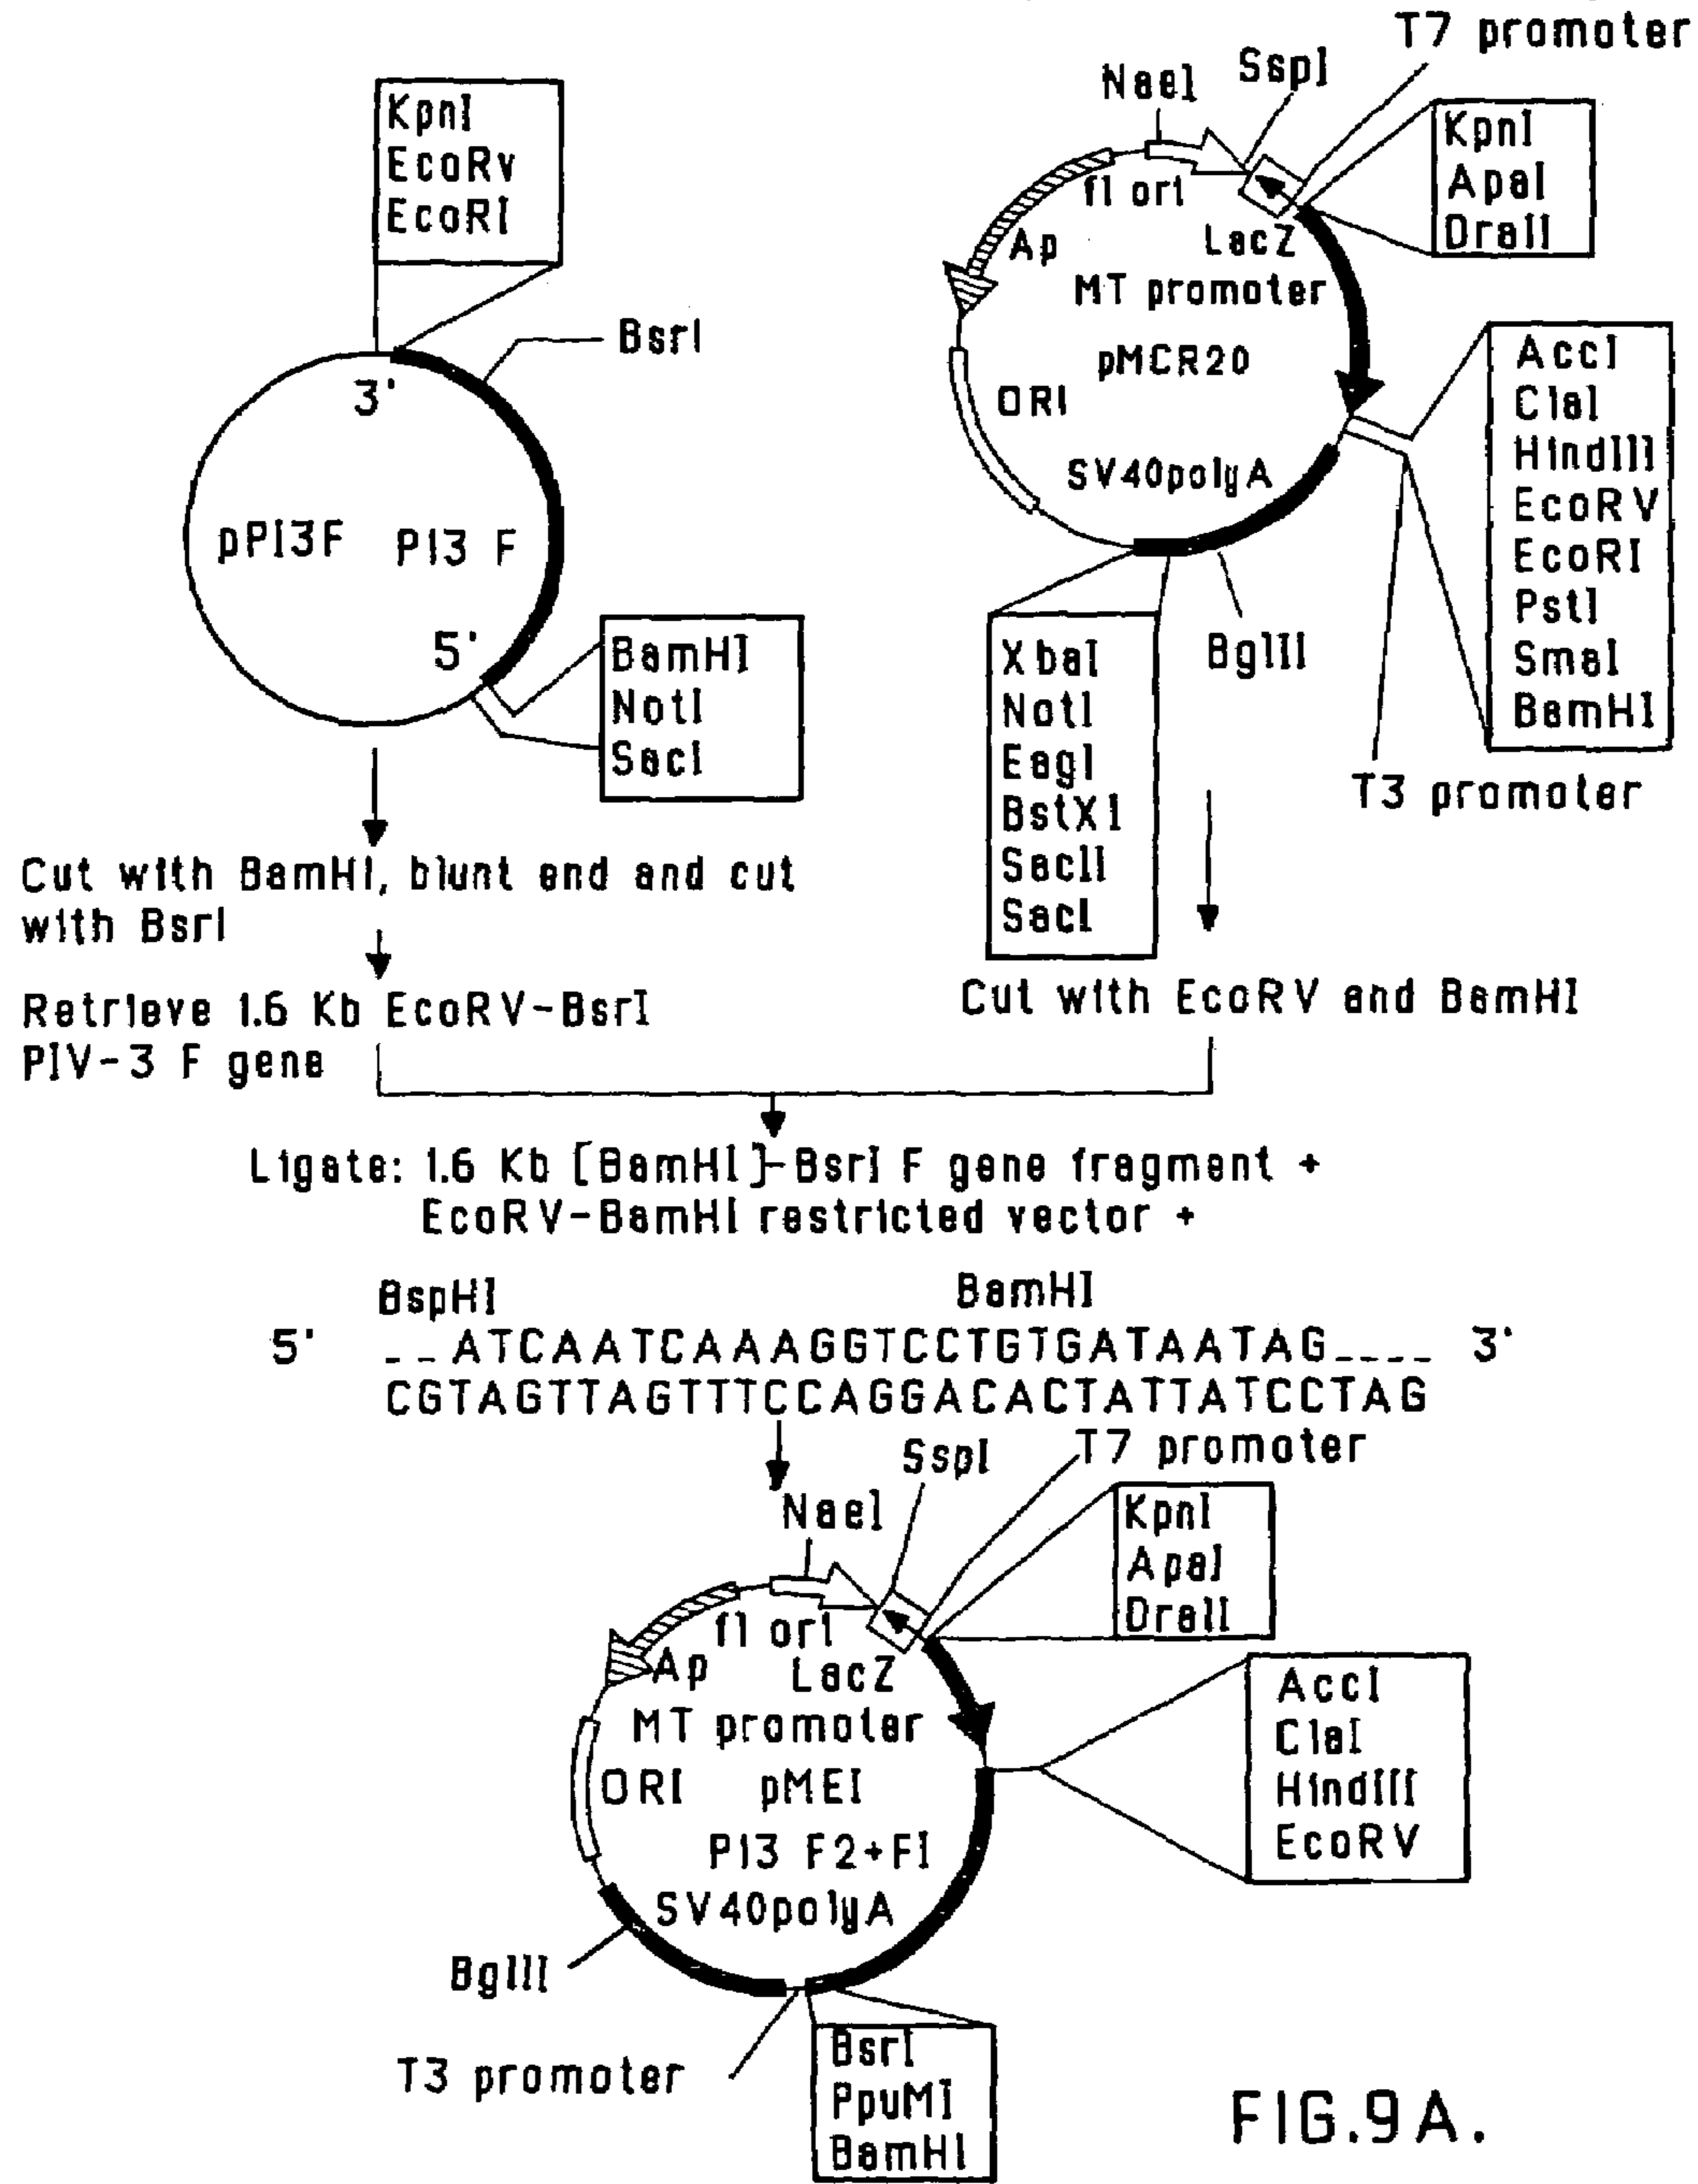 KpnI
EcoRv
EcoRI
BsrI
3'
pPI3F PI3 F
5'
BamHI
NotI
SacI
Cut with BamHI, blunt end and cut
with BsrI
Retrieve 1.6 Kb EcoRV-BsrI
PIV-3 F gene
T7 promoter
NaeI
SspI
KpnI
ApaI
DraII
f1 ori
Ap
LacZ
MT promoter
pMCR20
ORI
SV40polyA
AccI
ClaI
HindIII
EcoRV
EcoRI
PstI
SmaI
BamHI
T3 promoter
BglII
XbaI
NotI
EagI
BstX1
SacII
SacI
Cut with EcoRV and BamHI
Ligate: 1.6 Kb [BamHI]-BsrI F gene fragment +
EcoRV-BamHI restricted vector +
BspHI BamHI
5' --ATCAATCAAAGGTCCTGTGATAATAG---- 3'
CGTAGTTAGTTTCCAGGACACTATTATCCTAG
SspI
T7 promoter
NaeI
KpnI
ApaI
DraII
f1 ori
Ap
LacZ
MT promoter
ORI pMEI
PI3 F2+FI
SV40polyA
AccI
ClaI
HindIII
EcoRV
BglII
T3 promoter
BsrI
PpuMI
BamHI
FIG.9A.